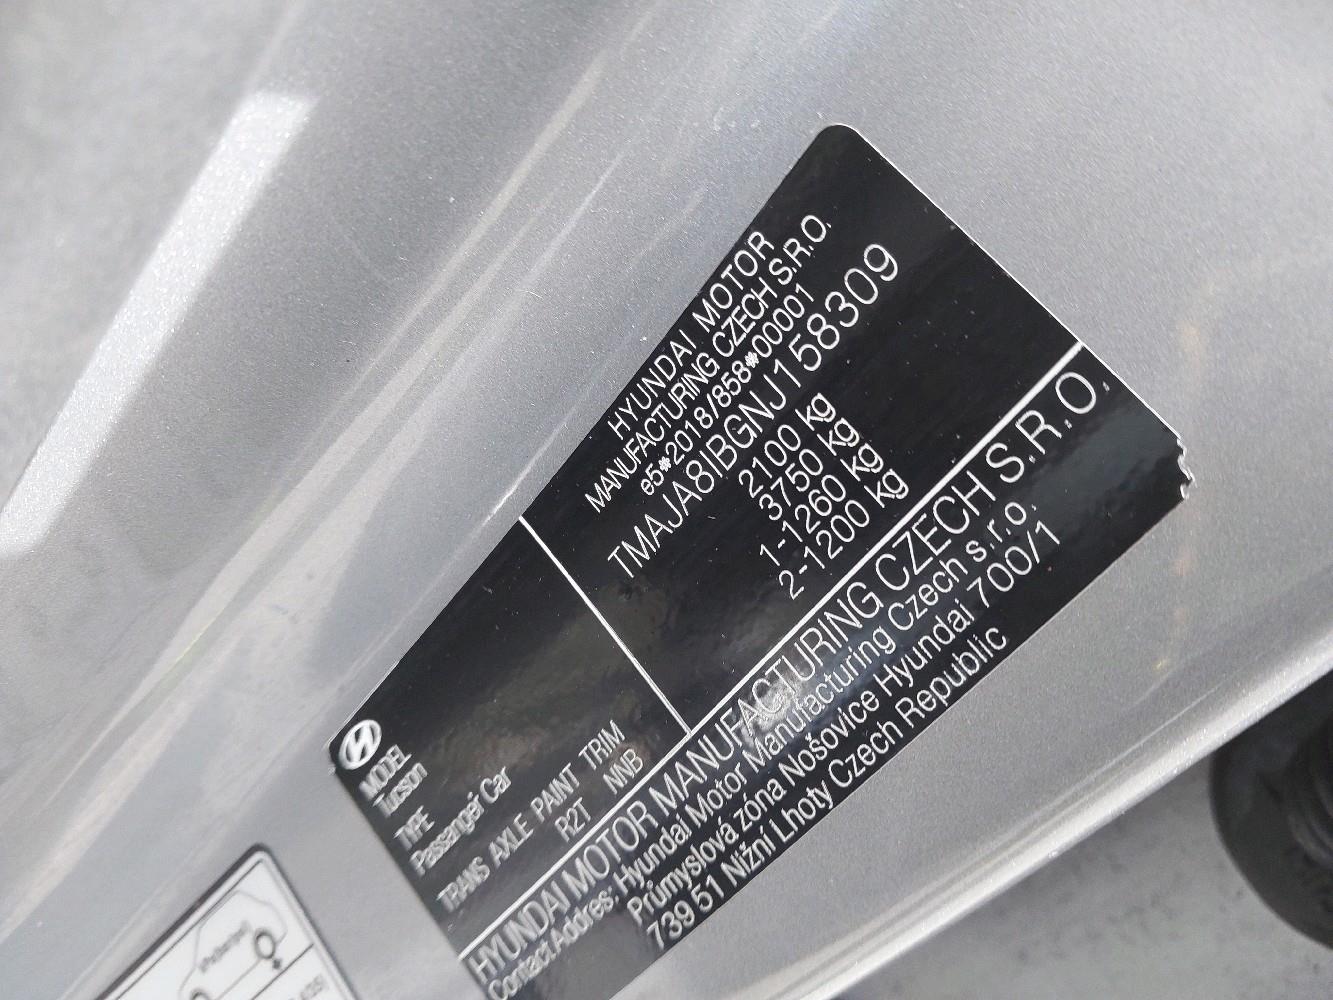 HYUNDAI MOTOR
MANUFACTURING CZECH S.R.O.
e5*2018/858*00001
TMAJA8IBGNJ158309
2100 kg
3750 kg
1-1260 kg
2-1200 kg
MODEL
Tucson
TYPE
Passenger Car
TRANS AXLE PAINT TRIM
R2T NNB
HYUNDAI MOTOR MANUFACTURING CZECH S.R.O.
Contact Addres: Hyundai Motor Manufacturing Czech s.r.o.
Průmyslová zóna Nošovice Hyundai 700/1
739 51 Nižní Lhoty Czech Republic